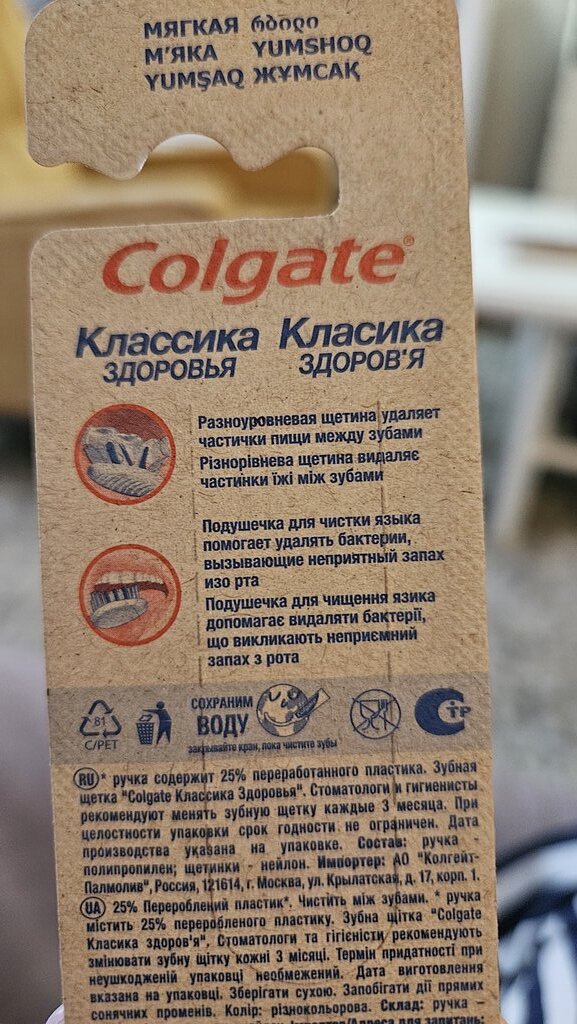 МЯГКАЯ რბილი
М'ЯКА YUMSHOQ
YUMŞAQ ЖҰМСАҚ
Colgate®
Классика Класика
ЗДОРОВЬЯ ЗДОРОВ'Я
Разноуровневая щетина удаляет
частички пищи между зубами
Різнорівнева щетина видаляє
частинки їжі між зубами
Подушечка для чистки языка
помогает удалять бактерии,
вызывающие неприятный запах
изо рта
Подушечка для чищення язика
допомагає видаляти бактерії,
що викликають неприємний
запах з рота
81
C/PET
СОХРАНИМ
ВОДУ
закрывайте кран, пока чистите зубы
СТР
RU * ручка содержит 25% переработанного пластика. Зубная
щетка "Colgate Классика Здоровья". Стоматологи и гигиенисты
рекомендуют менять зубную щетку каждые 3 месяца. При
целостности упаковки срок годности не ограничен. Дата
производства указана на упаковке. Состав: ручка -
полипропилен; щетинки - нейлон. Импортер: АО "Колгейт-
Палмолив", Россия, 121614, г. Москва, ул. Крылатская, д. 17, корп. 1.
UA 25% Перероблений пластик*. Чистить між зубами. * ручка
містить 25% переробленого пластику. Зубна щітка "Colgate
Класика здоров'я". Стоматологи та гігієністи рекомендують
змінювати зубну щітку кожні 3 місяці. Термін придатності при
неушкодженій упаковці необмежений. Дата виготовлення
вказана на упаковці. Зберігати сухою. Запобігати дії прямих
сонячних променів. Колір: різнокольорова. Склад: ручка –